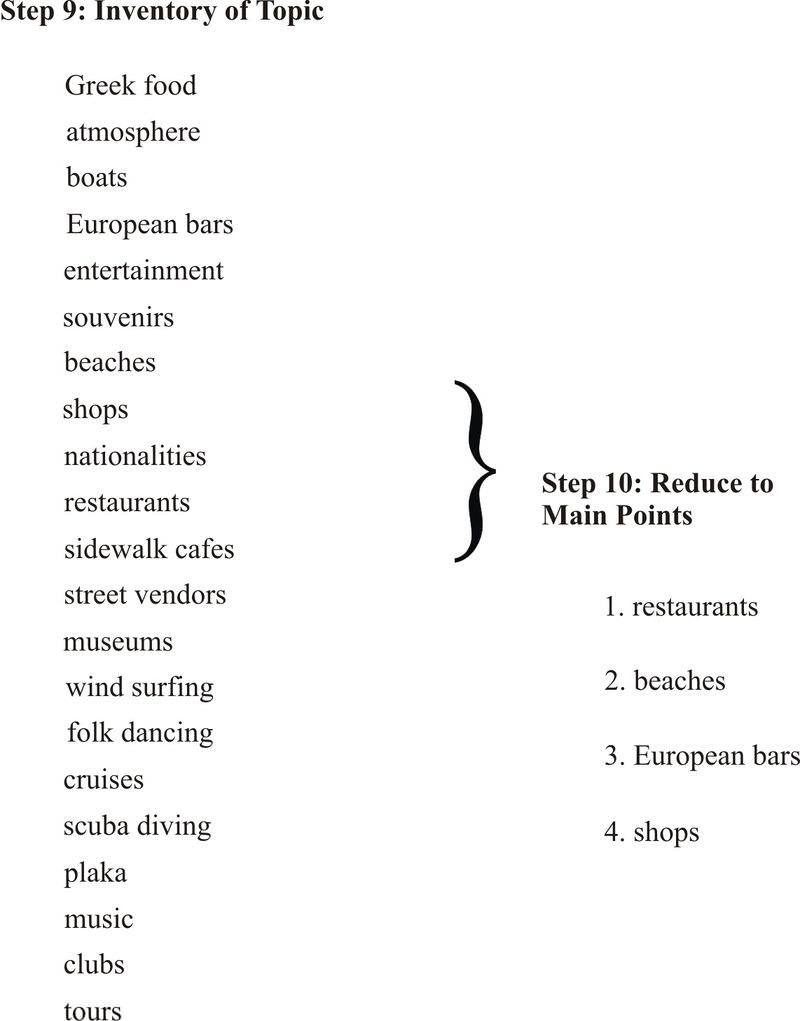 Step 9: Inventory of Topic
Greek food
atmosphere
boats
European bars
entertainment
souvenirs
beaches
shops
nationalities
restaurants
sidewalk cafes
street vendors
museums
wind surfing
folk dancing
cruises
scuba diving
plaka
music
clubs
tours
Step 10: Reduce to
Main Points
1. restaurants
2. beaches
3. European bars
4. shops